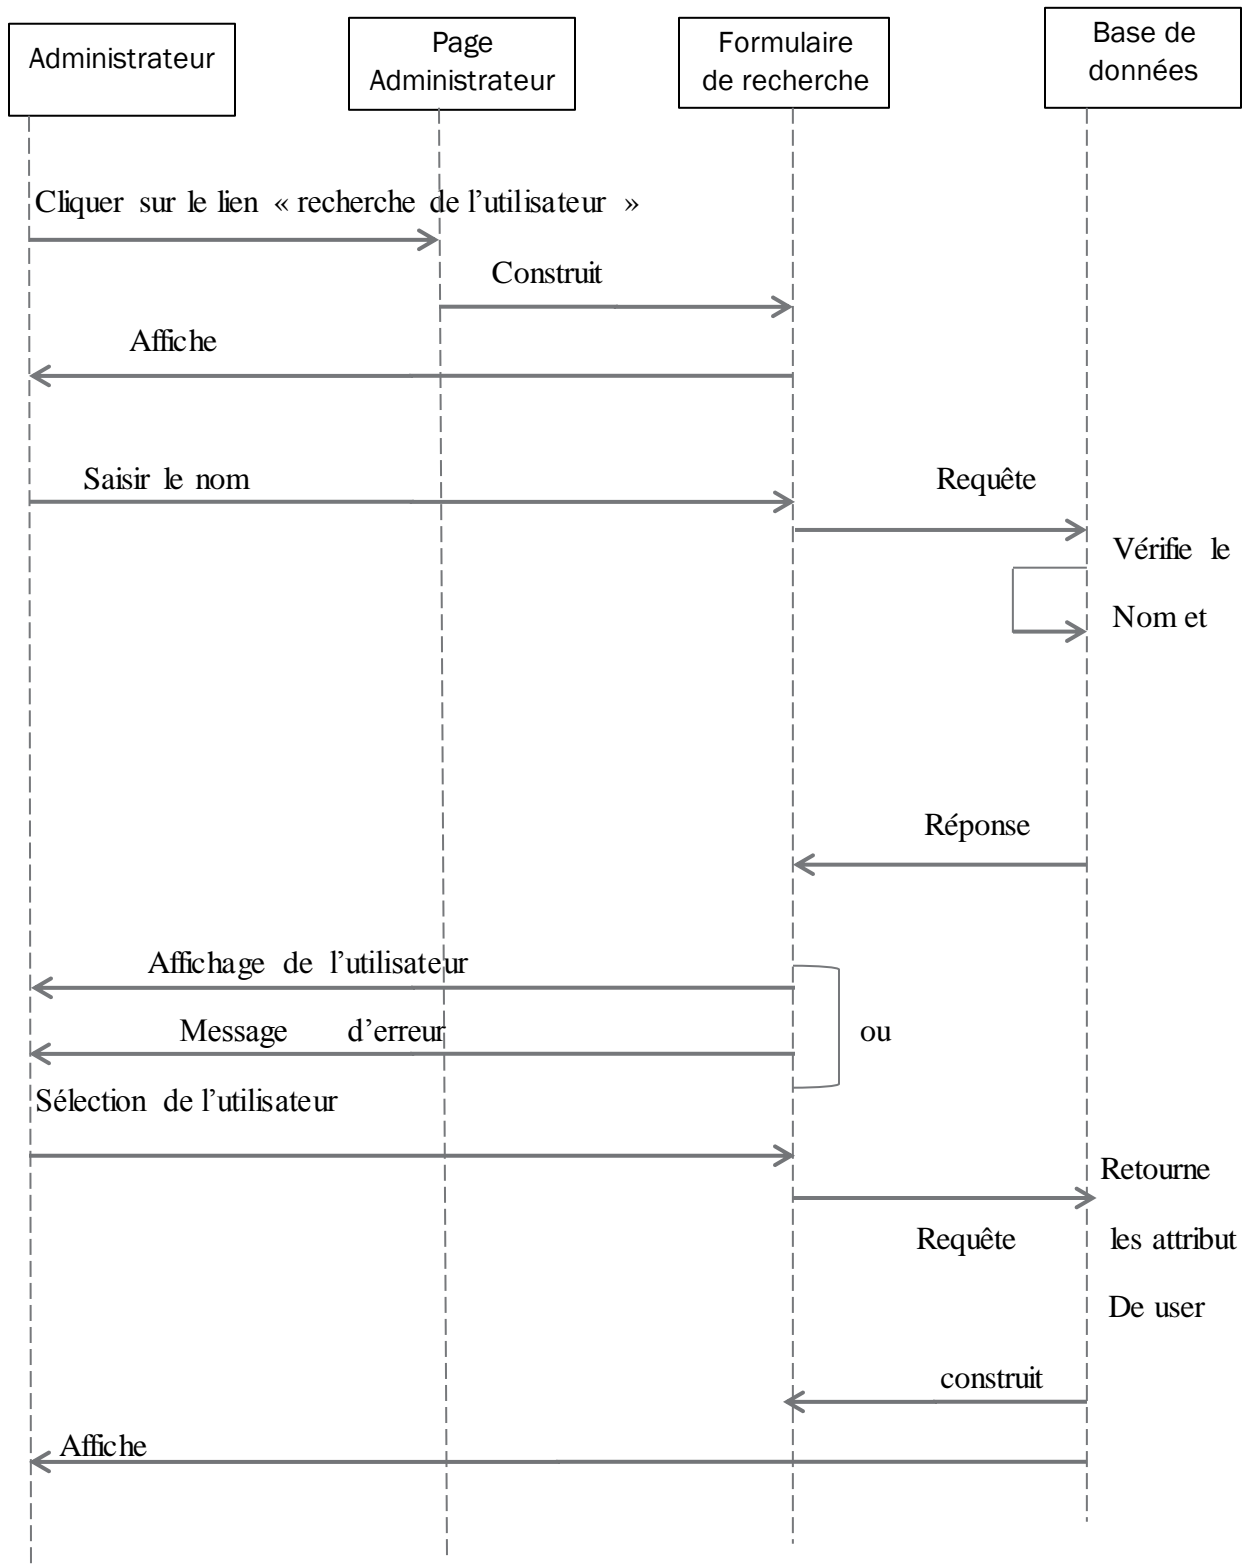 Administrateur
Page
Administrateur
Formulaire
de recherche
Base de
données
Cliquer sur le lien « recherche de l’utilisateur »
Construit
Affiche
Saisir le nom
Requête
Vérifie le
Nom et
Réponse
Affichage de l’utilisateur
Message d’erreur
ou
Sélection de l’utilisateur
Retourne
Requête
les attribut
De user
construit
Affiche